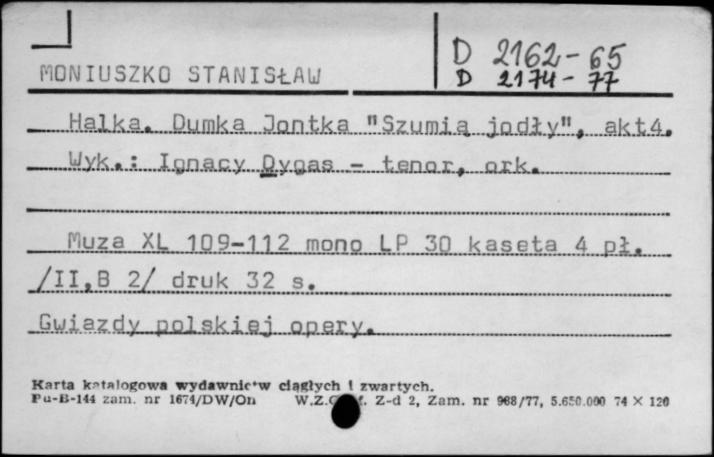 D 2162-65
D 2174-77
MONIUSZKO STANISŁAW
Halka. Dumka Jontka "Szumią jodły", akt4.
Wyk.: Ignacy Dygas - tenor, ork.
Muza XL 109-112 mono LP 30 kaseta 4 pł.
/II,B 2/ druk 32 s.
Gwiazdy polskiej opery.
Karta katalogowa wydawnictw ciągłych i zwartych.
Pu-B-144 zam. nr 1674/DW/On W.Z.G. Z-d 2, Zam. nr 988/77, 5.650.000 74 × 120